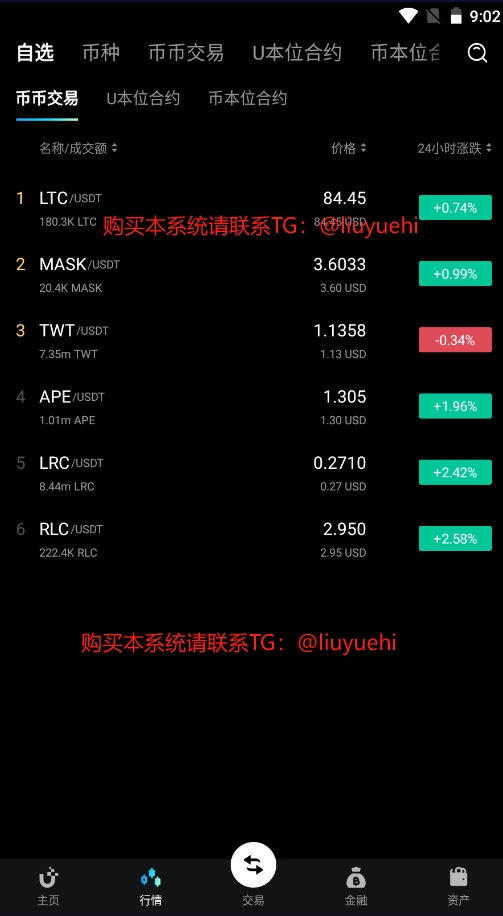 9:02
自选 币种 币币交易 U本位合约 币本位合
币币交易 U本位合约 币本位合约
名称/成交额 价格 24小时涨跌
1 LTC/USDT 84.45 +0.74%
180.3K LTC 84.45 USD
购买本系统请联系TG：@liuyuehi
2 MASK/USDT 3.6033 +0.99%
20.4K MASK 3.60 USD
3 TWT/USDT 1.1358 -0.34%
7.35m TWT 1.13 USD
4 APE/USDT 1.305 +1.96%
1.01m APE 1.30 USD
5 LRC/USDT 0.2710 +2.42%
8.44m LRC 0.27 USD
6 RLC/USDT 2.950 +2.58%
222.4K RLC 2.95 USD
购买本系统请联系TG：@liuyuehi
主页 行情 交易 金融 资产